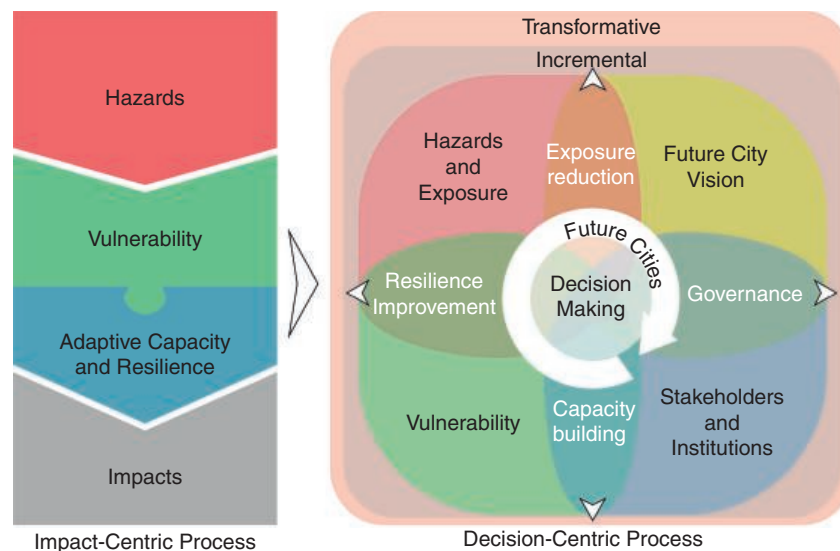 Hazards
Vulnerability
Adaptive Capacity
and Resilience
Impacts
Impact-Centric Process
Transformative
Incremental
Hazards
and
Exposure
Exposure
reduction
Future City
Vision
Future Cities
Resilience
Improvement
Decision
Making
Governance
Vulnerability
Capacity
building
Stakeholders
and
Institutions
Decision-Centric Process